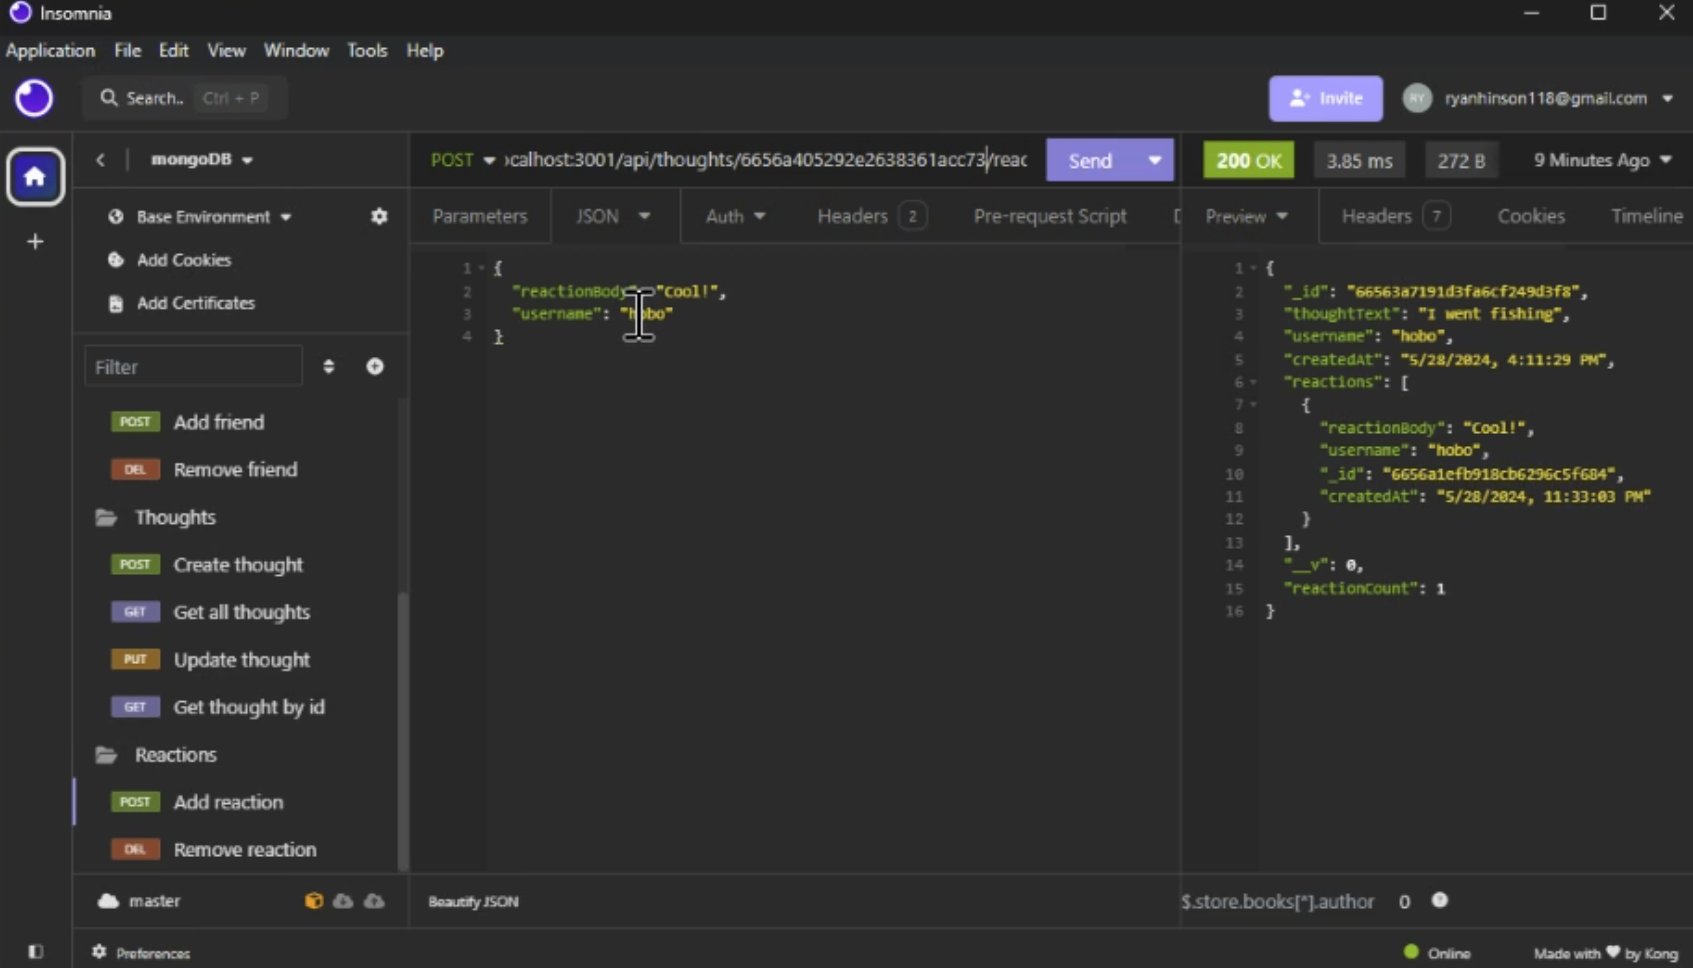 Insomnia
Application File Edit View Window Tools Help
Search.. Ctrl + P
Invite
RY
ryanhinson118@gmail.com
mongoDB
Base Environment
Add Cookies
Add Certificates
Filter
POST Add friend
DEL Remove friend
Thoughts
POST Create thought
GET Get all thoughts
PUT Update thought
GET Get thought by id
Reactions
POST Add reaction
DEL Remove reaction
master
Preferences
POST ocalhost:3001/api/thoughts/6656a405292e2638361acc73/reac Send
Parameters JSON Auth Headers 2 Pre-request Script
1 {
2 "reactionBody": "Cool!",
3 "username": "hobo"
4 }
Beautify JSON
200 OK 3.85 ms 272 B 9 Minutes Ago
Preview Headers 7 Cookies Timeline
1 {
2 "_id": "66563a7191d3fa6cf249d3f8",
3 "thoughtText": "I went fishing",
4 "username": "hobo",
5 "createdAt": "5/28/2024, 4:11:29 PM",
6 "reactions": [
7 {
8 "reactionBody": "Cool!",
9 "username": "hobo",
10 "_id": "6656a1efb918cb6296c5f684",
11 "createdAt": "5/28/2024, 11:33:03 PM"
12 }
13 ],
14 "__v": 0,
15 "reactionCount": 1
16 }
$.store.books[*].author 0
Online
Made with ♥ by Kong